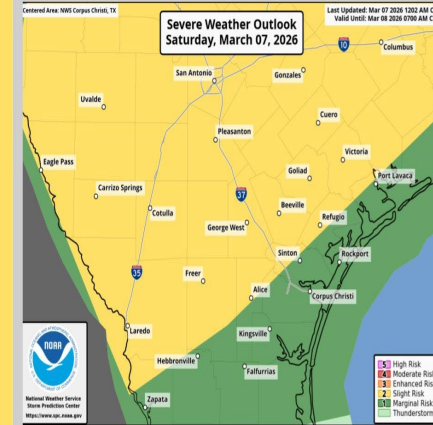 Centered Area: NWS Corpus Christi, TX
Severe Weather Outlook
Saturday, March 07, 2026
Last Updated: Mar 07 2026 1202 AM C
Valid Until: Mar 08 2026 0700 AM C
10
Columbus
San Antonio
Gonzales
Uvalde
Cuero
Pleasanton
Victoria
Eagle Pass
Goliad
Port Lavaca
Carrizo Springs
37
Cotulla
Beeville
George West
Refugio
Sinton
Rockport
35
Freer
Alice
Corpus Christi
Laredo
Kingsville
Hebbronville
Falfurrias
Zapata
NOAA
National Weather Service
Storm Prediction Center
https://www.spc.noaa.gov
5 High Risk
4 Moderate Ris
3 Enhanced Ris
2 Slight Risk
1 Marginal Risk
Thunderstorm